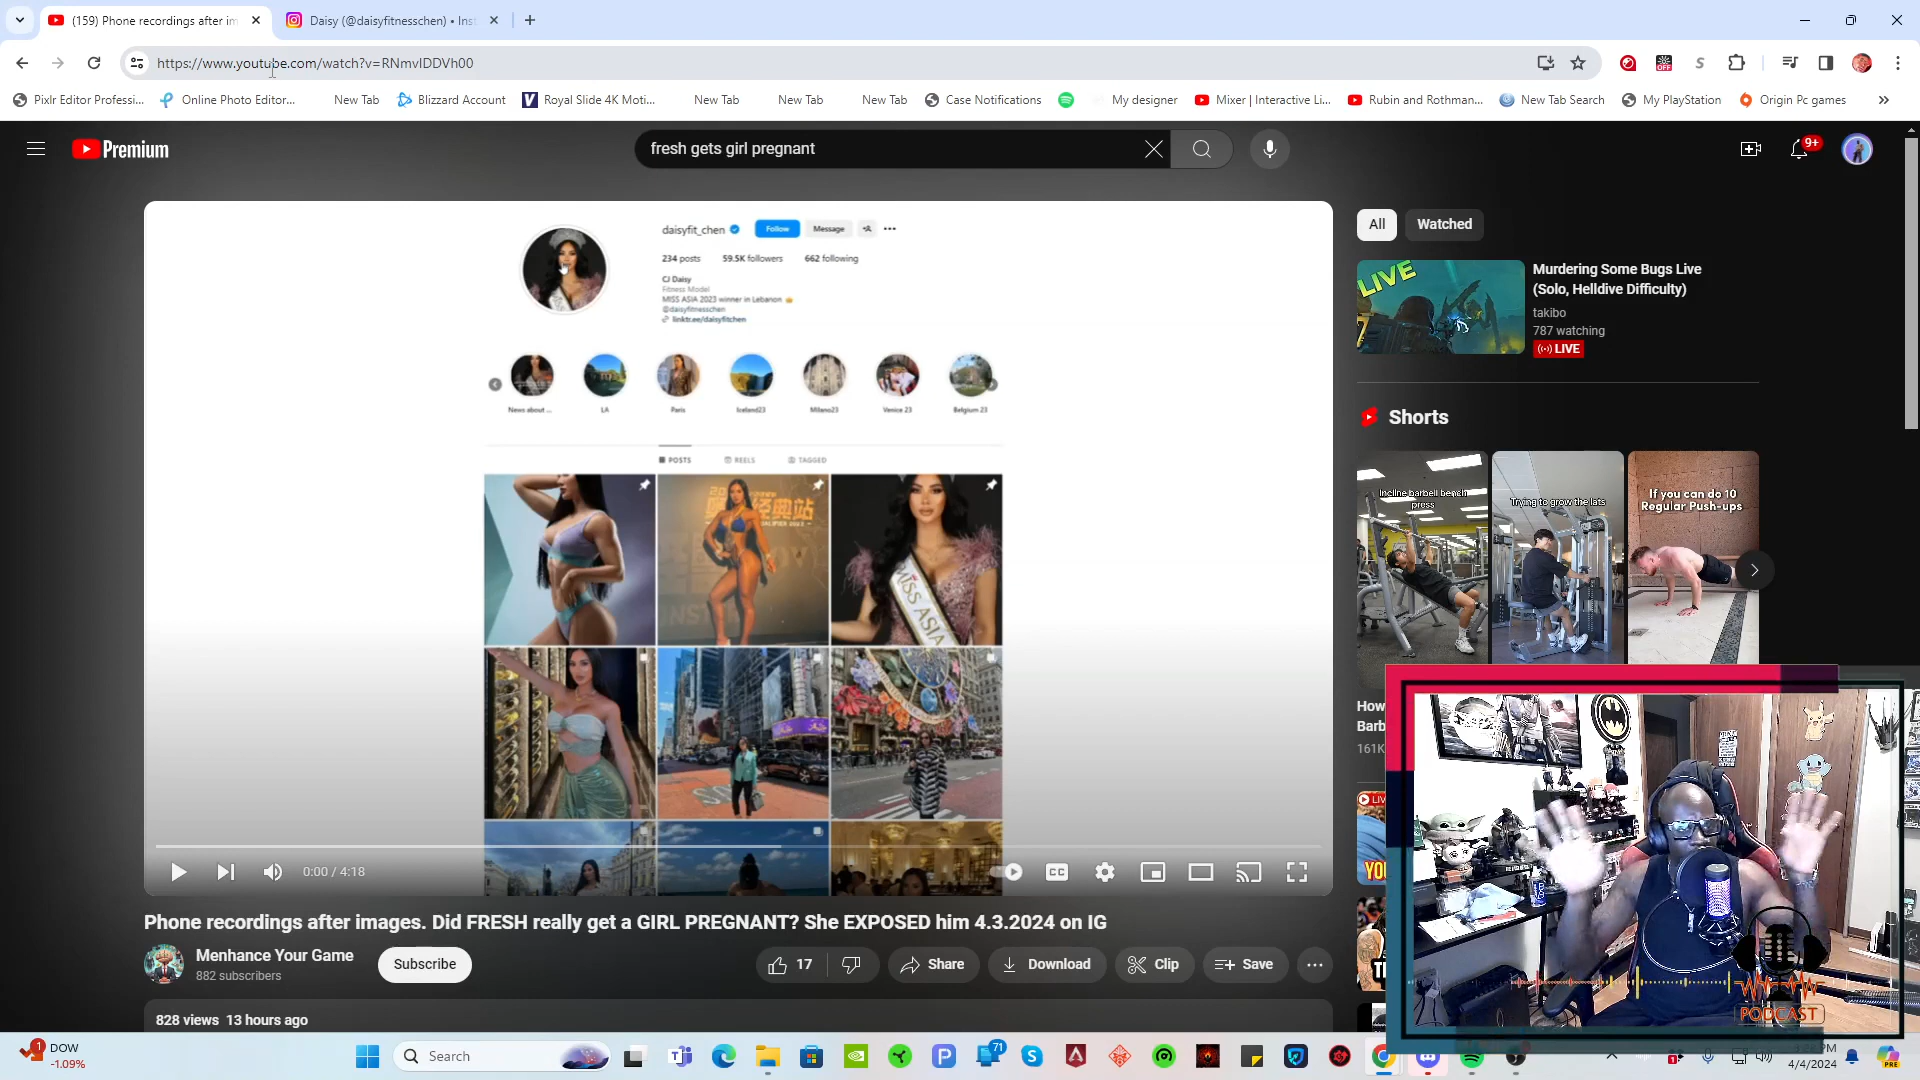 (159) Phone recordings after im
Daisy (@daisyfitnesschen) • Inst
https://www.youtube.com/watch?v=RNmvlDDVh00
Pixlr Editor Professi...
Online Photo Editor...
New Tab
Blizzard Account
Royal Slide 4K Moti...
New Tab
New Tab
New Tab
Case Notifications
My designer
Mixer | Interactive Li...
Rubin and Rothman...
New Tab Search
My PlayStation
Origin Pc games
Premium
fresh gets girl pregnant
9+
daisyfit_chen
Follow
Message
234 posts
59.5K followers
662 following
CJ Daisy
Fitness Model
MISS ASIA 2023 winner in Lebanon
@daisyfitnesschen
linktr.ee/daisyfitchen
News about ...
LA
Paris
Iceland23
Milano23
Venice 23
Belgium 23
POSTS
REELS
TAGGED
MISS ASIA
0:00 / 4:18
CC
Phone recordings after images. Did FRESH really get a GIRL PREGNANT? She EXPOSED him 4.3.2024 on IG
Menhance Your Game
882 subscribers
Subscribe
17
Share
Download
Clip
Save
828 views 13 hours ago
All
Watched
LIVE
Murdering Some Bugs Live
(Solo, Helldive Difficulty)
takibo
787 watching
LIVE
Shorts
Incline barbell bench
press
Trying to grow the lats
If you can do 10
Regular Push-ups
How
Barb
161K
PODCAST
DOW
-1.09%
Search
71
4/4/2024